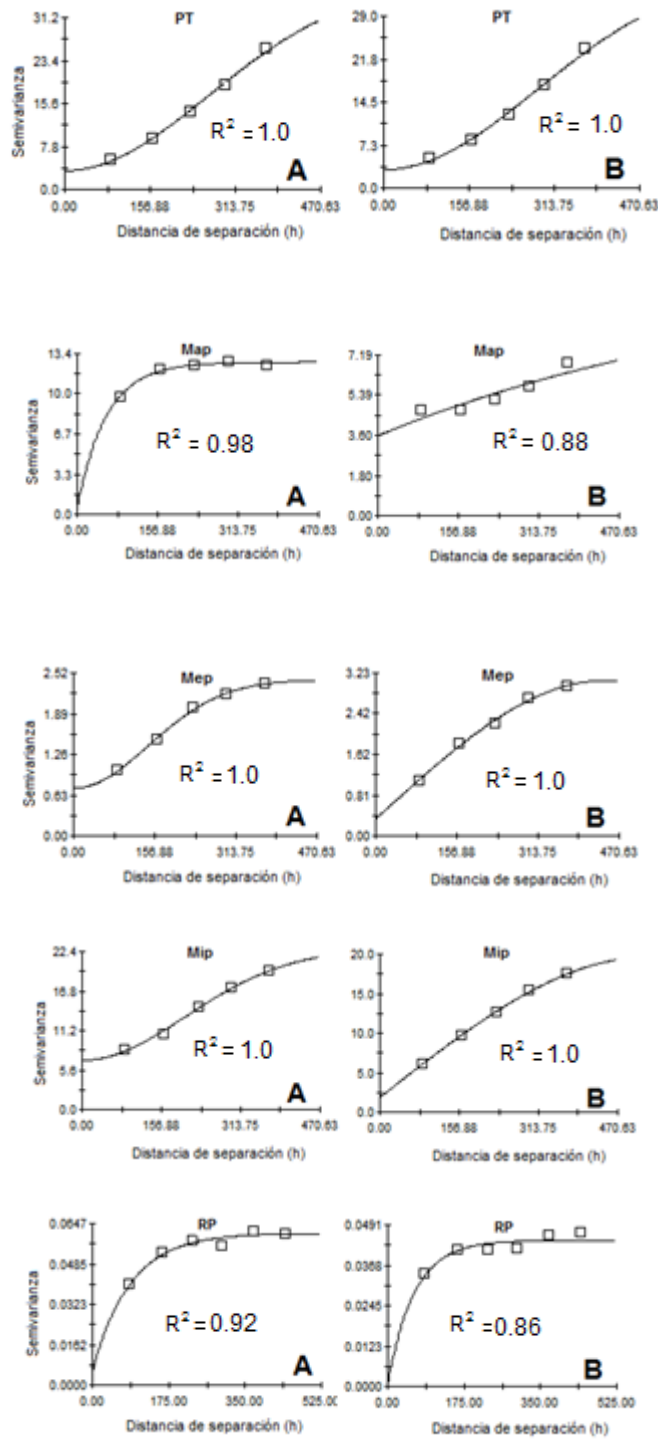 PT
31.2
23.4
15.6
7.8
0.0
Semivarianza
R² = 1.0
A
0.00 156.88 313.75 470.63
Distancia de separación (h)
PT
29.0
21.8
14.5
7.3
0.0
R² = 1.0
B
0.00 156.88 313.75 470.63
Distancia de separación (h)
Map
13.4
10.0
6.7
3.3
0.0
Semivarianza
R² = 0.98
A
0.00 156.88 313.75 470.63
Distancia de separación (h)
Map
7.19
5.39
3.60
1.80
0.00
R² = 0.88
B
0.00 156.88 313.75 470.63
Distancia de separación (h)
Mep
2.52
1.89
1.26
0.63
0.00
Semivarianza
R² = 1.0
A
0.00 156.88 313.75 470.63
Distancia de separación (h)
Mep
3.23
2.42
1.62
0.81
0.00
R² = 1.0
B
0.00 156.88 313.75 470.63
Distancia de separación (h)
Mip
22.4
16.8
11.2
5.6
0.0
Semivarianza
R² = 1.0
A
0.00 156.88 313.75 470.63
Distancia de separación (h)
Mip
20.0
15.0
10.0
5.0
0.0
R² = 1.0
B
0.00 156.88 313.75 470.63
Distancia de separación (h)
RP
0.0647
0.0485
0.0323
0.0162
0.0000
Semivarianza
R² =0.92
A
0.00 175.00 350.00 525.00
Distancia de separación (h)
RP
0.0491
0.0368
0.0245
0.0123
0.0000
R² =0.86
B
0.00 175.00 350.00 525.00
Distancia de separación (h)